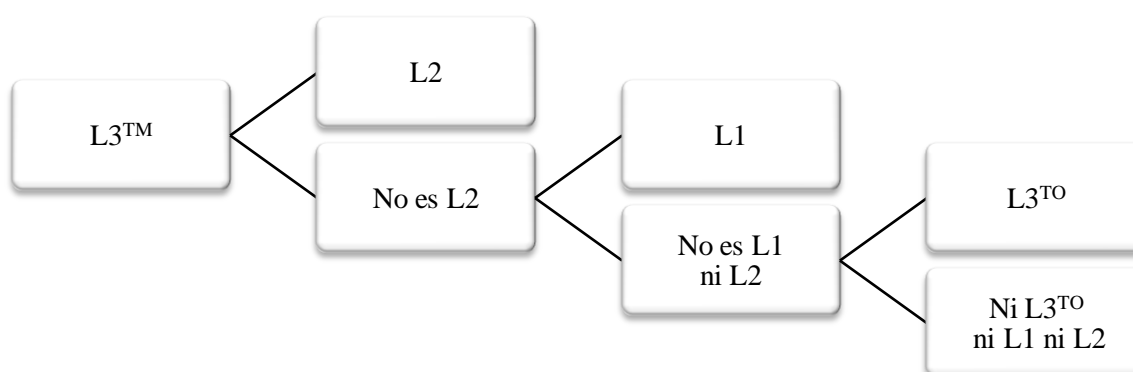 L3ᵀᴹ
L2
No es L2
L1
No es L1
ni L2
L3ᵀᴼ
Ni L3ᵀᴼ
ni L1 ni L2